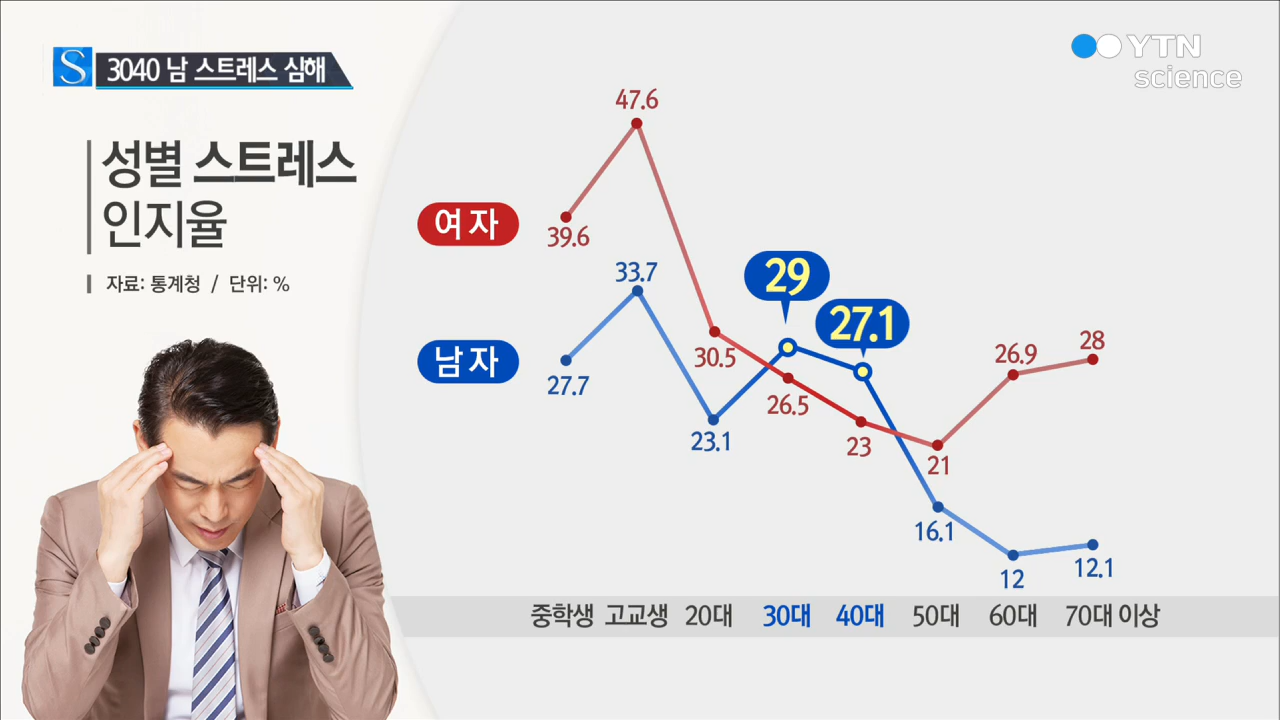 S 3040 남 스트레스 심해
YTN
science
성별 스트레스
인지율
자료: 통계청 / 단위: %
여자
39.6
47.6
30.5
26.5
23
21
26.9
28
남자
27.7
33.7
23.1
29
27.1
16.1
12
12.1
중학생 고교생 20대 30대 40대 50대 60대 70대 이상